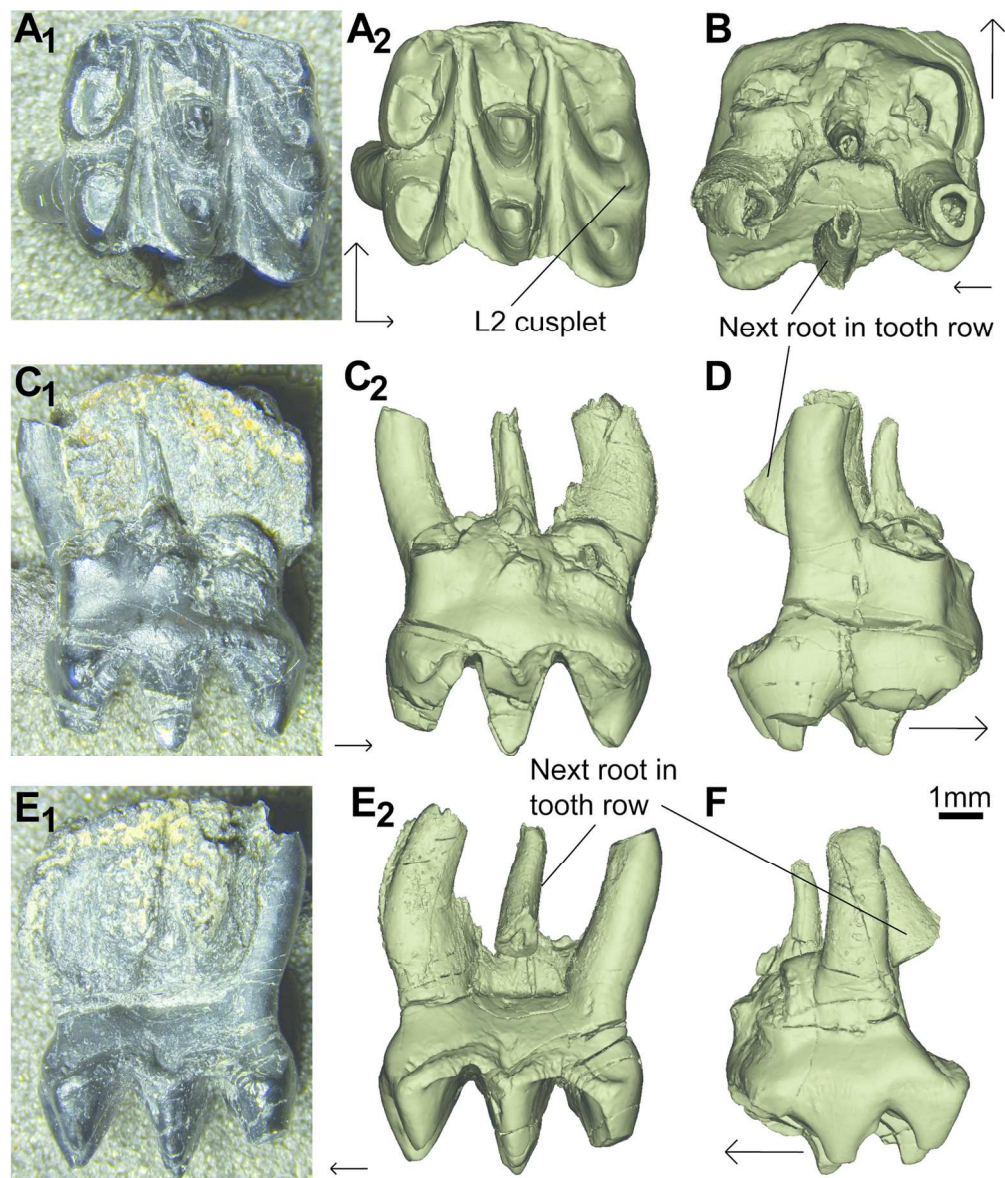 A1
A2
B
L2 cusplet
Next root in tooth row
C1
C2
D
Next root in
tooth row
E1
E2
F
1mm